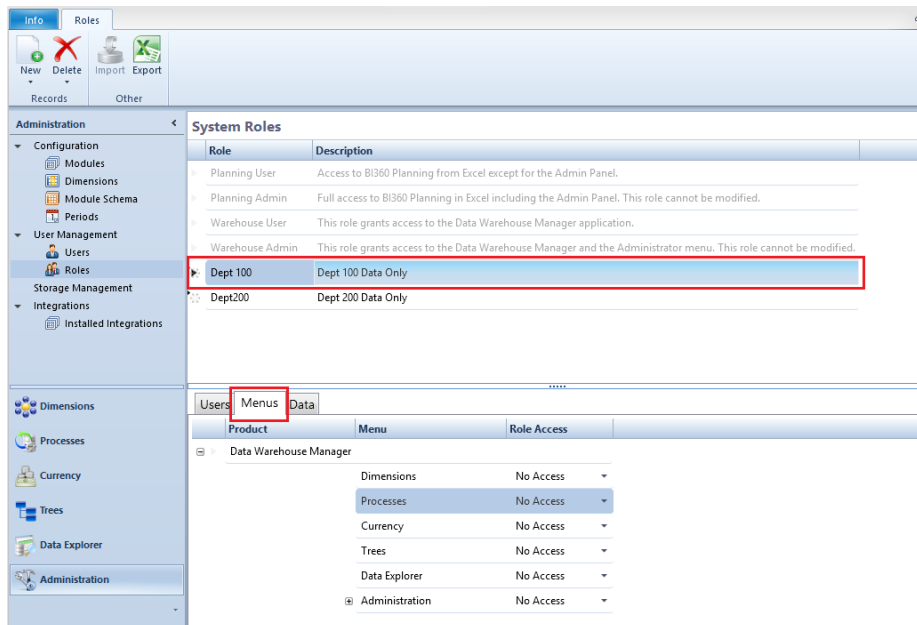 Info Roles
New Delete Import Export
Records Other
Administration
Configuration
Modules
Dimensions
Module Schema
Periods
User Management
Users
Roles
Storage Management
Integrations
Installed Integrations
Dimensions
Processes
Currency
Trees
Data Explorer
Administration
System Roles
Role Description
Planning User Access to BI360 Planning from Excel except for the Admin Panel.
Planning Admin Full access to BI360 Planning in Excel including the Admin Panel. This role cannot be modified.
Warehouse User This role grants access to the Data Warehouse Manager application.
Warehouse Admin This role grants access to the Data Warehouse Manager and the Administrator menu. This role cannot be modified.
Dept 100 Dept 100 Data Only
Dept200 Dept 200 Data Only
Users Menus Data
Product Menu Role Access
Data Warehouse Manager
Dimensions No Access
Processes No Access
Currency No Access
Trees No Access
Data Explorer No Access
Administration No Access